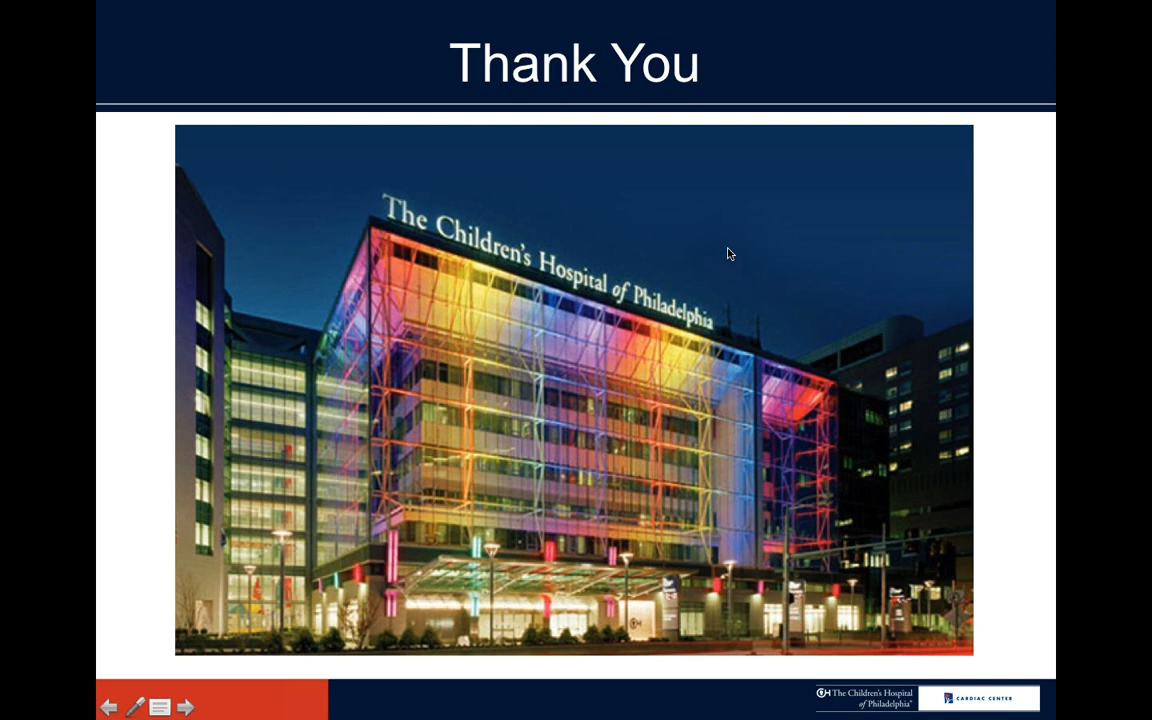 Thank You
The Children's Hospital of Philadelphia
The Children's Hospital
of Philadelphia
CARDIAC CENTER